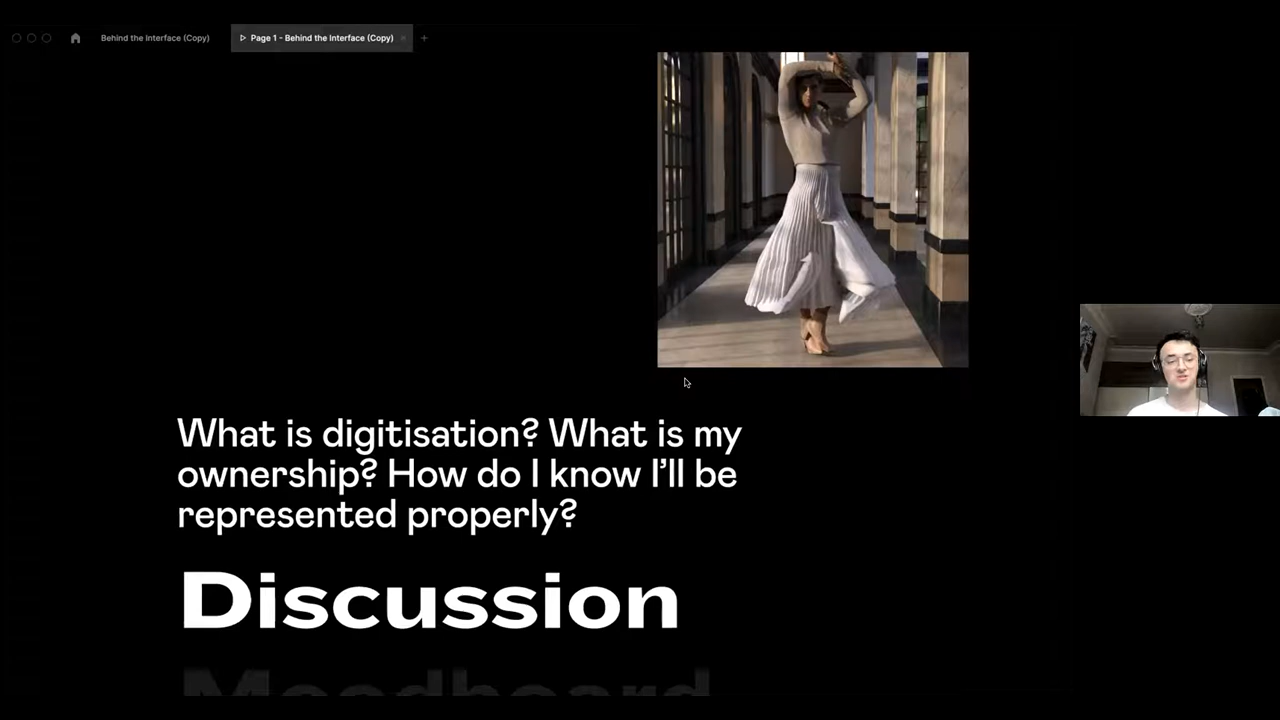 Behind the Interface (Copy)
Page 1 - Behind the Interface (Copy)
What is digitisation? What is my
ownership? How do I know I’ll be
represented properly?
Discussion
Moodboard